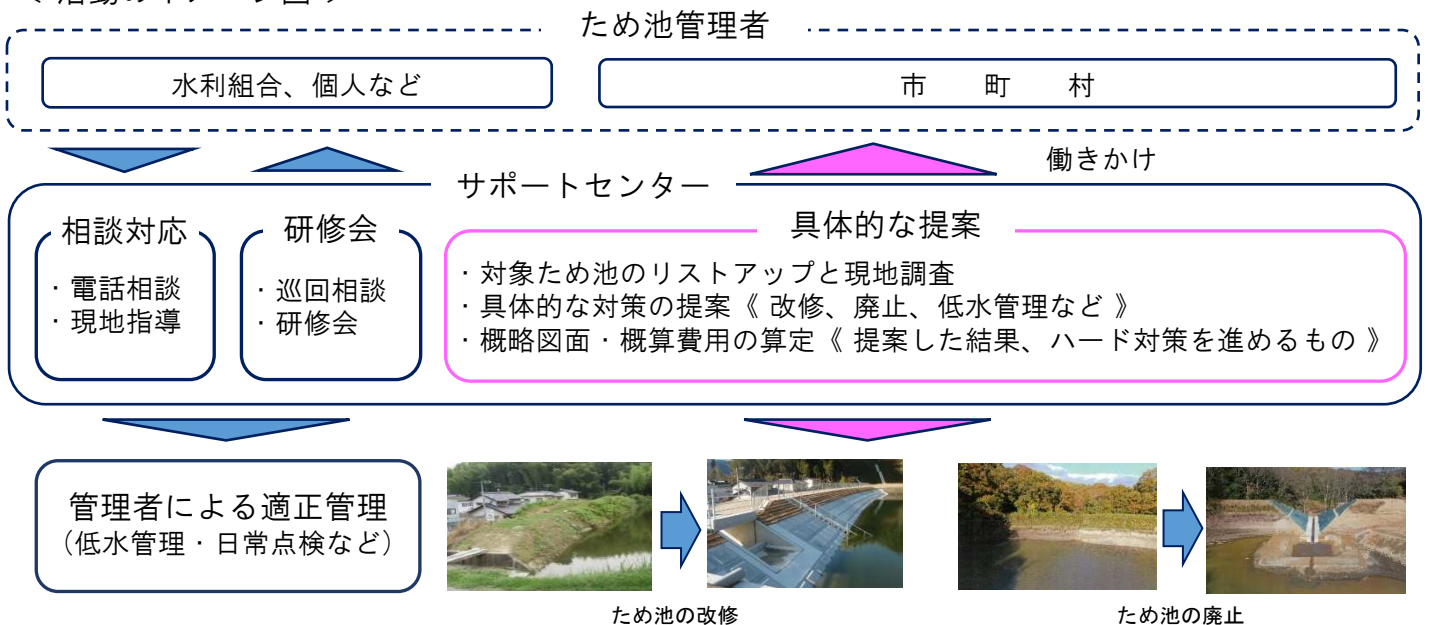 ため池管理者
水利組合、個人など
市 町 村
働きかけ
サポートセンター
相談対応
・電話相談
・現地指導
研修会
・巡回相談
・研修会
具体的な提案
・対象ため池のリストアップと現地調査
・具体的な対策の提案《 改修、廃止、低水管理など 》
・概略図面・概算費用の算定《 提案した結果、ハード対策を進めるもの 》
管理者による適正管理
（低水管理・日常点検など）
ため池の改修
ため池の廃止